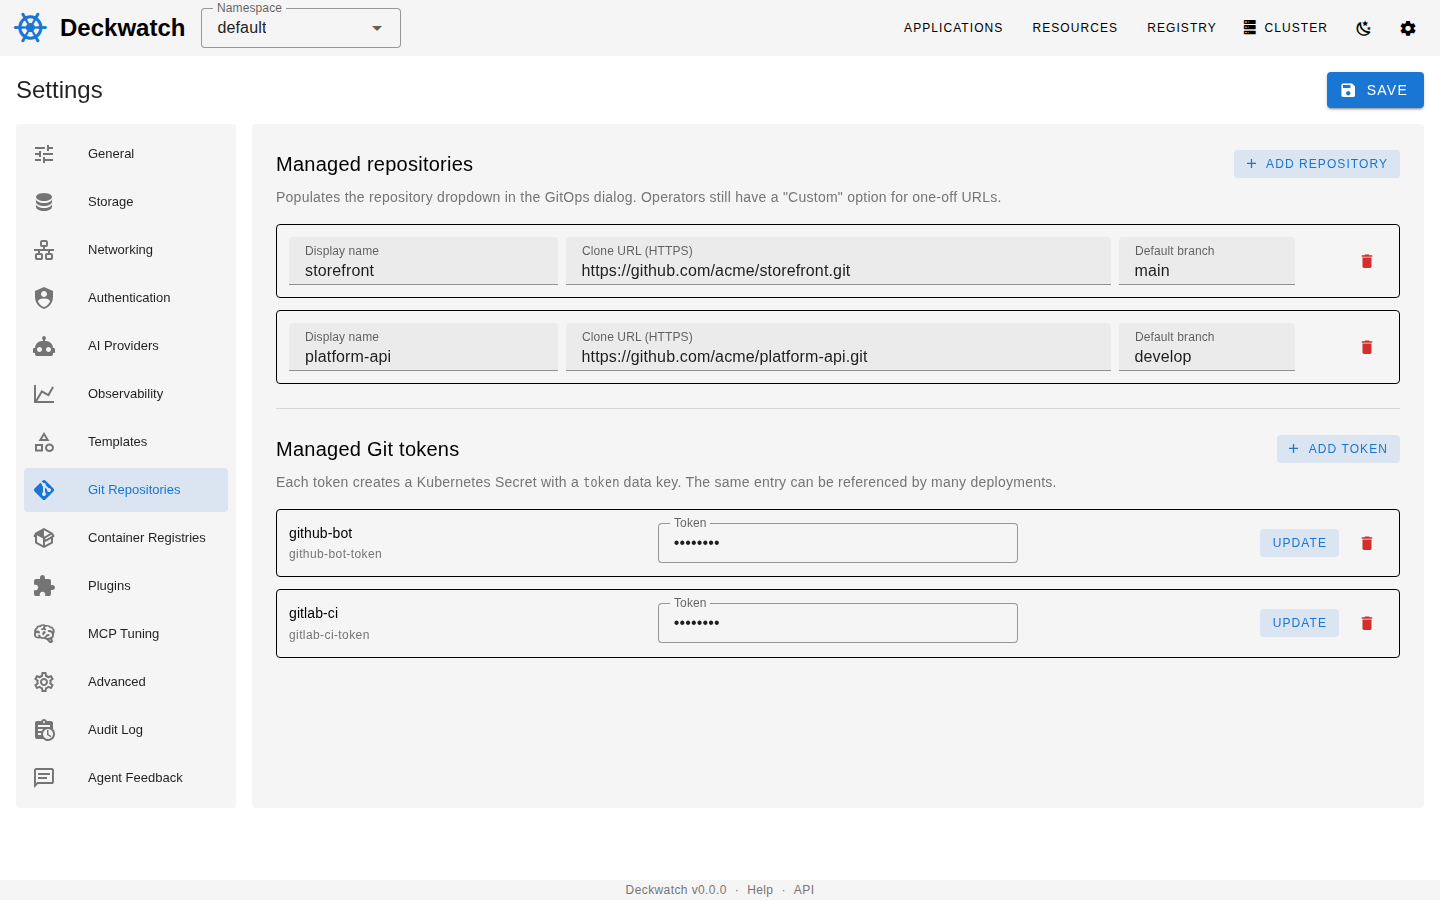 Deckwatch
Namespace
default
APPLICATIONS
RESOURCES
REGISTRY
CLUSTER
Settings
SAVE
General
Storage
Networking
Authentication
AI Providers
Observability
Templates
Git Repositories
Container Registries
Plugins
MCP Tuning
Advanced
Audit Log
Agent Feedback
Managed repositories
ADD REPOSITORY
Populates the repository dropdown in the GitOps dialog. Operators still have a "Custom" option for one-off URLs.
Display name
storefront
Clone URL (HTTPS)
https://github.com/acme/storefront.git
Default branch
main
Display name
platform-api
Clone URL (HTTPS)
https://github.com/acme/platform-api.git
Default branch
develop
Managed Git tokens
ADD TOKEN
Each token creates a Kubernetes Secret with a token data key. The same entry can be referenced by many deployments.
github-bot
github-bot-token
Token
••••••••
UPDATE
gitlab-ci
gitlab-ci-token
Token
••••••••
UPDATE
Deckwatch v0.0.0 · Help · API